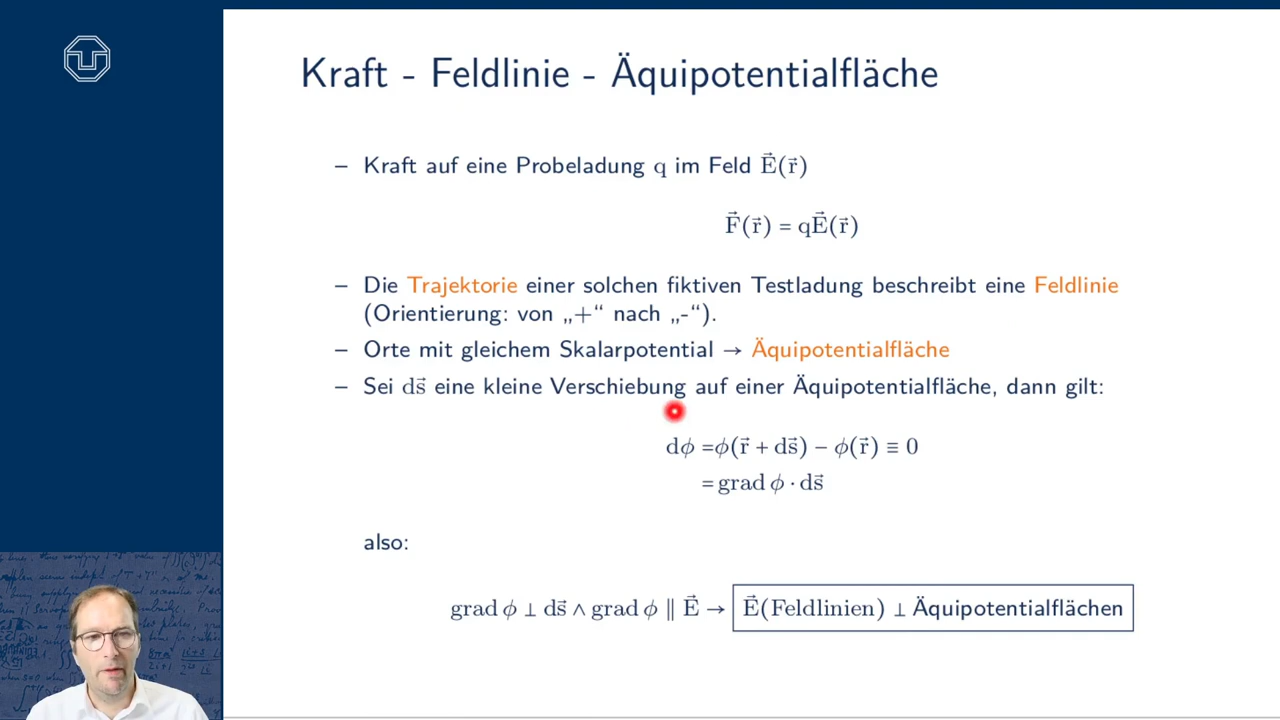 Kraft - Feldlinie - Äquipotentialfläche
– Kraft auf eine Probeladung q im Feld E⃗(r⃗)
F⃗(r⃗) = qE⃗(r⃗)
– Die Trajektorie einer solchen fiktiven Testladung beschreibt eine Feldlinie
(Orientierung: von „+“ nach „-“).
– Orte mit gleichem Skalarpotential → Äquipotentialfläche
– Sei ds⃗ eine kleine Verschiebung auf einer Äquipotentialfläche, dann gilt:
dϕ =ϕ(r⃗ + ds⃗) − ϕ(r⃗) ≡ 0
= grad ϕ · ds⃗
also:
grad ϕ ⊥ ds⃗ ∧ grad ϕ ∥ E⃗ → E⃗(Feldlinien) ⊥ Äquipotentialflächen